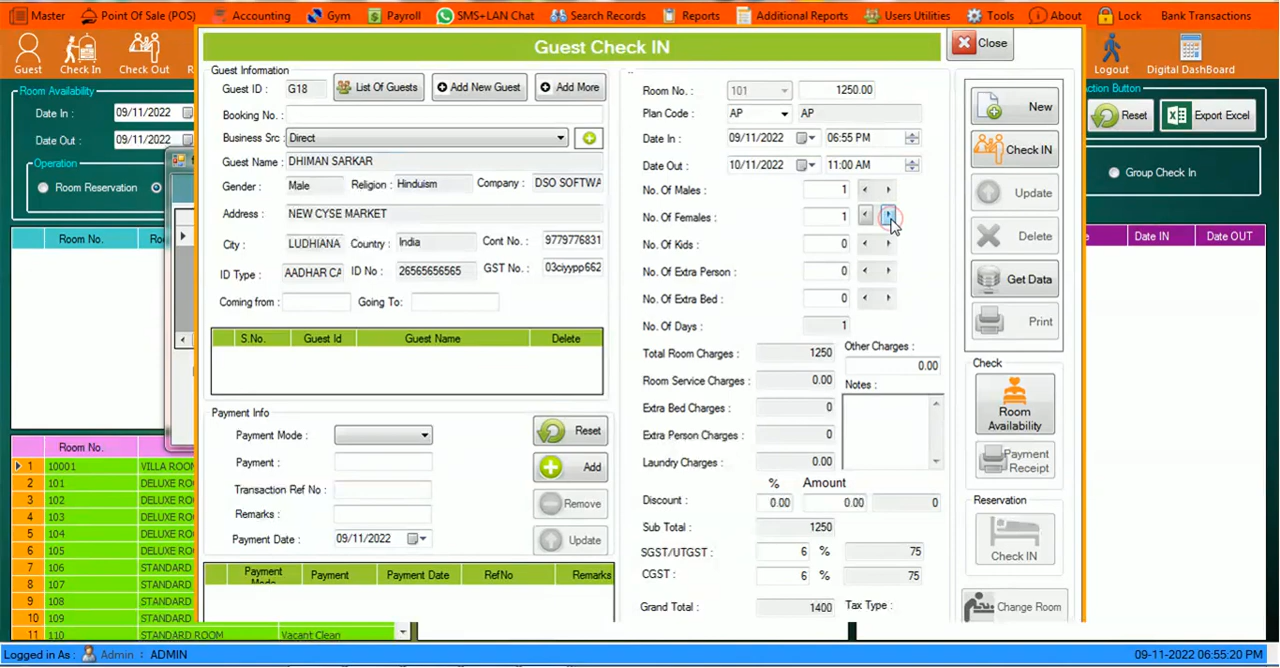 Master Point Of Sale (POS) Accounting Gym Payroll SMS+LAN Chat Search Records Reports Additional Reports Users Utilities Tools About Lock Bank Transactions
Guest Check In Check Out
Logout Digital DashBoard
Guest Check IN
Close
Room Availability
Date In : 09/11/2022
Date Out : 09/11/2022
Operation
Room Reservation
Guest Information
Guest ID : G18 List Of Guests Add New Guest Add More
Booking No. :
Business Src : Direct
Guest Name : DHIMAN SARKAR
Gender : Male Religion : Hinduism Company : DSO SOFTWA
Address : NEW CYSE MARKET
City : LUDHIANA Country : India Cont No. : 9779776831
ID Type : AADHAR CA ID No : 26565656565 GST No. : 03ciyypp662
Coming from : Going To:
S.No. Guest Id Guest Name Delete
Payment Info
Payment Mode :
Payment :
Transaction Ref No :
Remarks :
Payment Date : 09/11/2022
Reset
Add
Remove
Update
Payment Mode Payment Payment Date RefNo Remarks
Room No. : 101 1250.00
Plan Code : AP AP
Date In : 09/11/2022 06:55 PM
Date Out : 10/11/2022 11:00 AM
No. Of Males : 1
No. Of Females : 1
No. Of Kids : 0
No. Of Extra Person : 0
No. Of Extra Bed : 0
No. Of Days : 1
Total Room Charges : 1250 Other Charges : 0.00
Room Service Charges : 0.00 Notes :
Extra Bed Charges : 0
Extra Person Charges : 0
Laundry Charges : 0.00
% Amount
Discount : 0.00 0.00 0
Sub Total : 1250
SGST/UTGST : 6 % 75
CGST : 6 % 75
Grand Total : 1400 Tax Type :
New
Check IN
Update
Delete
Get Data
Print
Check
Room Availability
Payment Receipt
Reservation
Check IN
Change Room
ction Button
Reset Export Excel
Group Check In
Date IN Date OUT
Room No.
Room No.
1 10001 VILLA ROO
2 101 DELUXE RO
3 102 DELUXE RO
4 103 DELUXE RO
5 104 DELUXE RO
6 105 DELUXE RO
7 106 STANDARD
8 107 STANDARD
9 108 STANDARD
10 109 STANDARD
11 110 STANDARD ROOM Vacant Clean
Logged in As : Admin : ADMIN 09-11-2022 06:55:20 PM